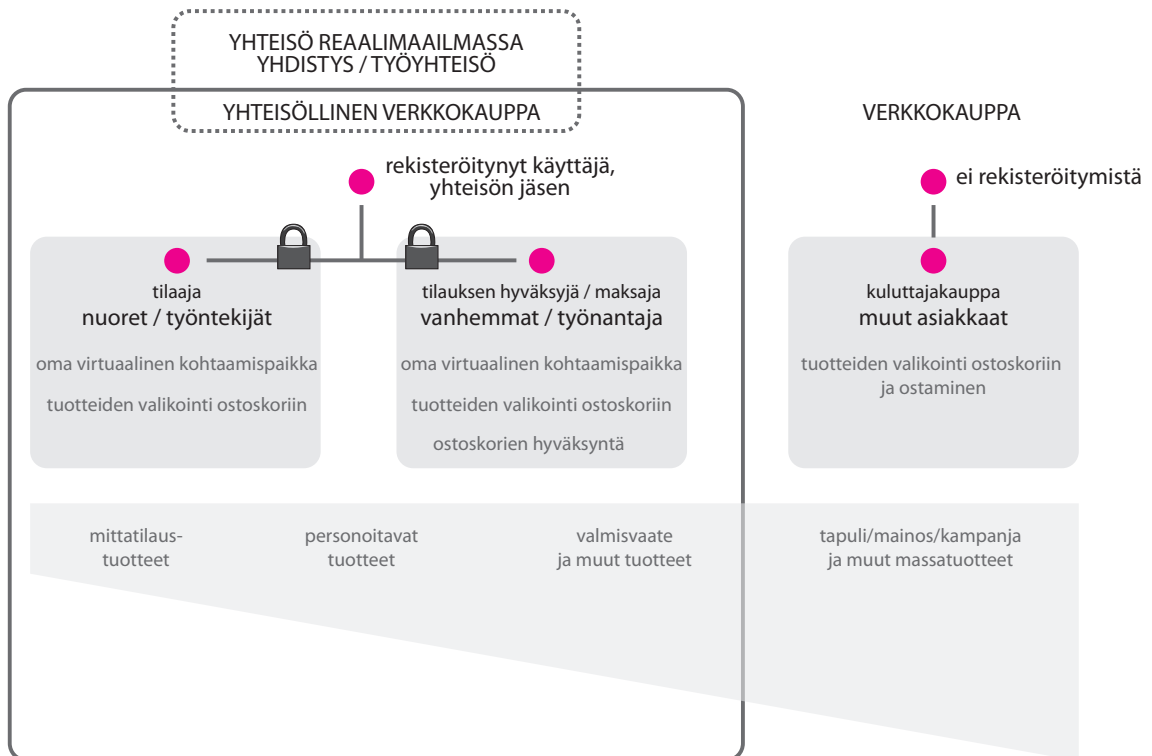 YHTEISÖ REAALIMAAILMASSA
YHDISTYS / TYÖYHTEISÖ
YHTEISÖLLINEN VERKKOKAUPPA
VERKKOKAUPPA
rekisteröitynyt käyttäjä,
yhteisön jäsen
ei rekisteröitymistä
tilaaja
nuoret / työntekijät
oma virtuaalinen kohtaamispaikka
tuotteiden valikointi ostoskoriin
tilauksen hyväksyjä / maksaja
vanhemmat / työnantaja
oma virtuaalinen kohtaamispaikka
tuotteiden valikointi ostoskoriin
ostoskorien hyväksyntä
kuluttajakauppa
muut asiakkaat
tuotteiden valikointi ostoskoriin
ja ostaminen
mittatilaus-
tuotteet
personoitavat
tuotteet
valmisvaate
ja muut tuotteet
tapuli/mainos/kampanja
ja muut massatuotteet